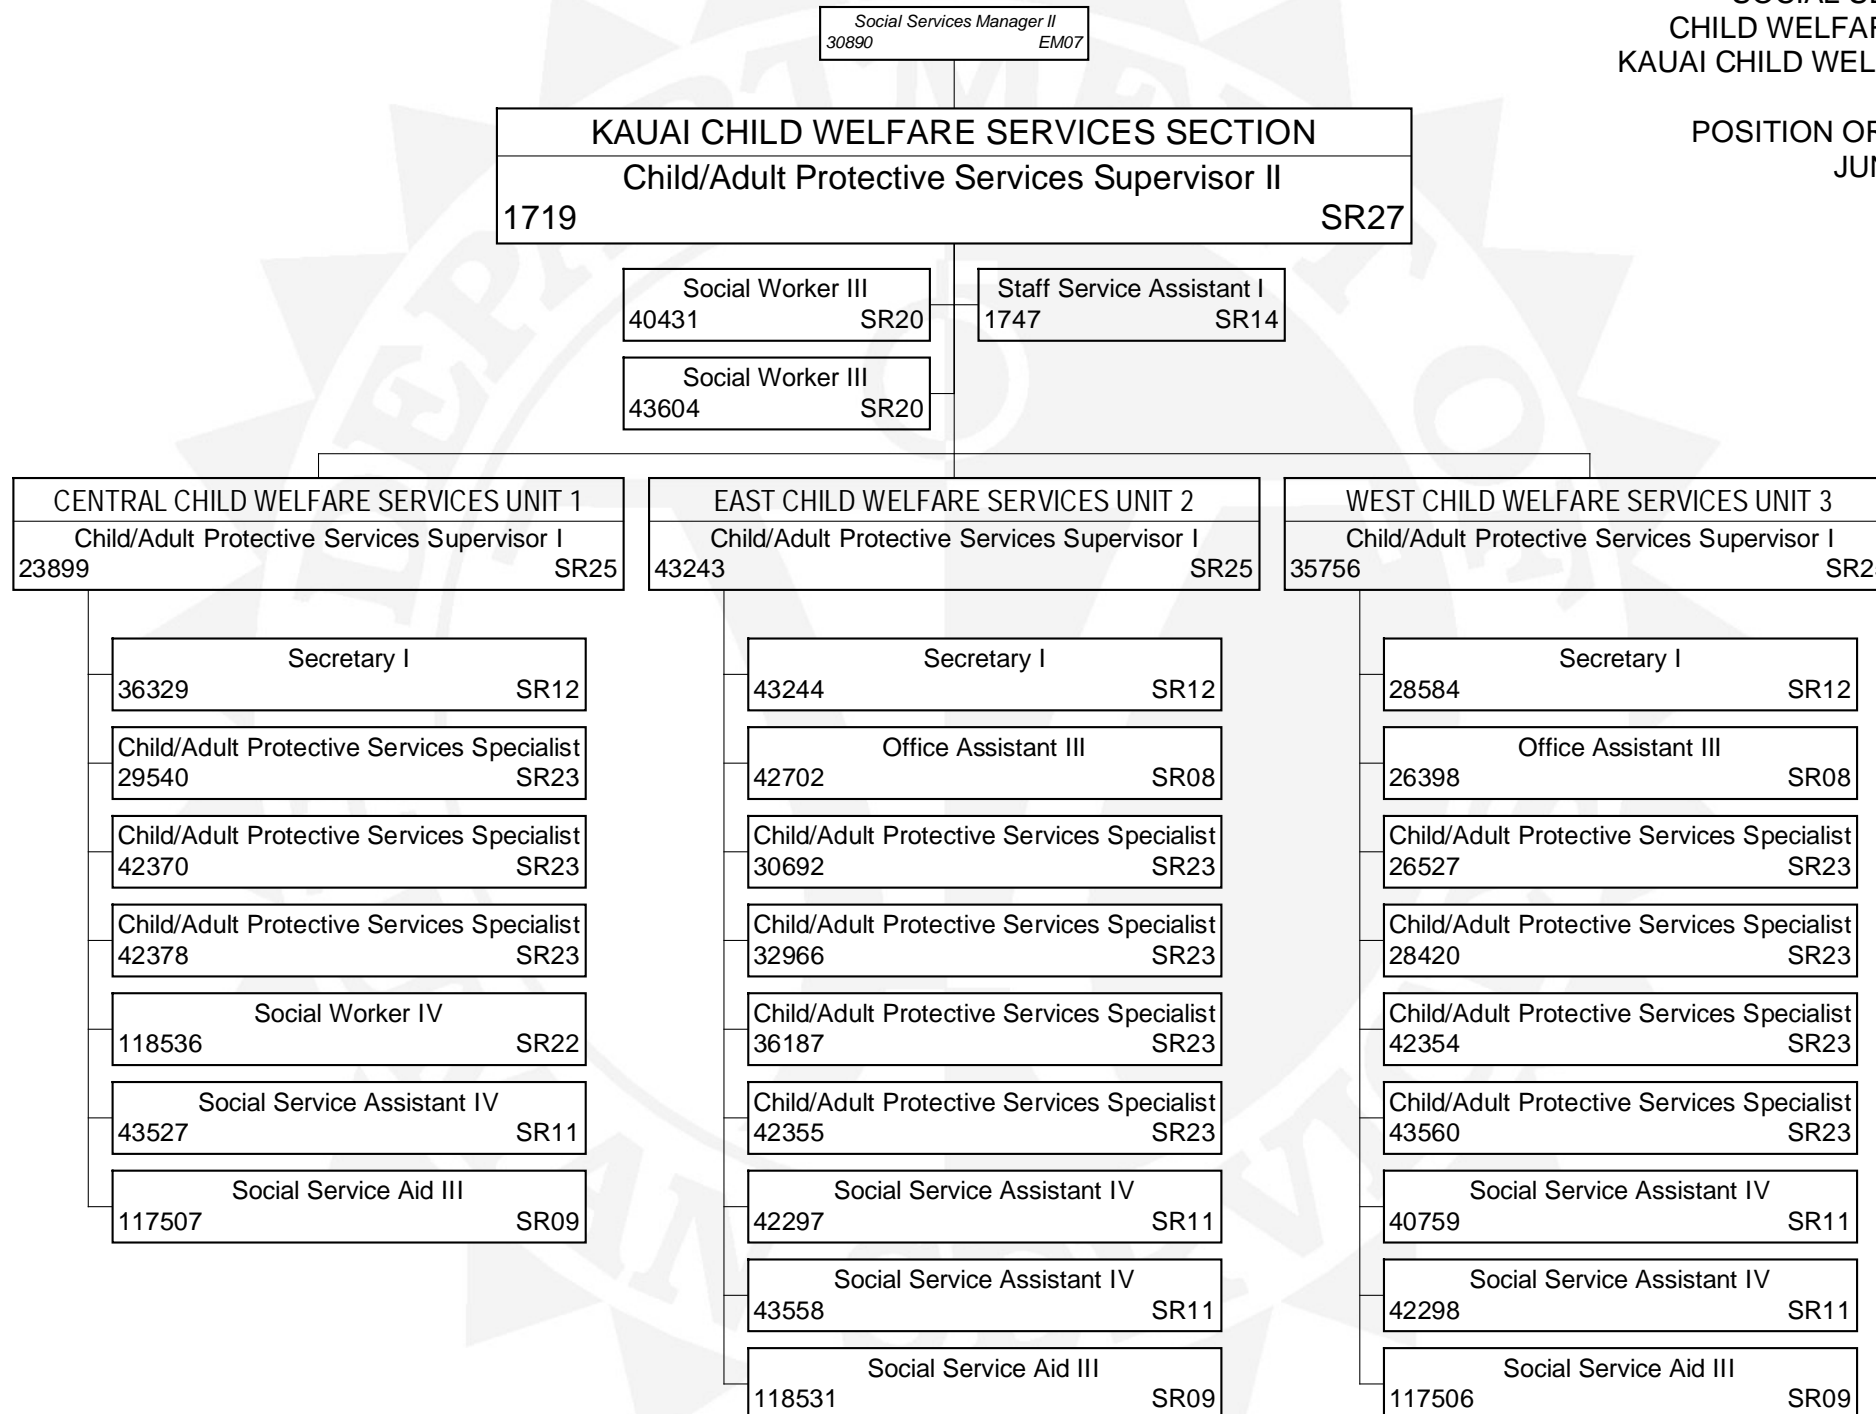 Social Services Manager II
30890 EM07
CHILD
KAUAI CHILD
POSITION
KAUAI CHILD WELFARE SERVICES SECTION
Child/Adult Protective Services Supervisor II
1719 SR27
Social Worker III
40431 SR20
Staff Service Assistant I
1747 SR14
Social Worker III
43604 SR20
CENTRAL CHILD WELFARE SERVICES UNIT 1
Child/Adult Protective Services Supervisor I
23899 SR25
Secretary I
36329 SR12
Child/Adult Protective Services Specialist
29540 SR23
Child/Adult Protective Services Specialist
42370 SR23
Child/Adult Protective Services Specialist
42378 SR23
Social Worker IV
118536 SR22
Social Service Assistant IV
43527 SR11
Social Service Aid III
117507 SR09
EAST CHILD WELFARE SERVICES UNIT 2
Child/Adult Protective Services Supervisor I
43243 SR25
Secretary I
43244 SR12
Office Assistant III
42702 SR08
Child/Adult Protective Services Specialist
30692 SR23
Child/Adult Protective Services Specialist
32966 SR23
Child/Adult Protective Services Specialist
36187 SR23
Child/Adult Protective Services Specialist
42355 SR23
Social Service Assistant IV
42297 SR11
Social Service Assistant IV
43558 SR11
Social Service Aid III
118531 SR09
WEST CHILD WELFARE SERVICES UNIT 3
Child/Adult Protective Services Supervisor I
35756
Secretary I
28584 SR12
Office Assistant III
26398 SR08
Child/Adult Protective Services Specialist
26527 SR23
Child/Adult Protective Services Specialist
28420 SR23
Child/Adult Protective Services Specialist
42354 SR23
Child/Adult Protective Services Specialist
43560 SR23
Social Service Assistant IV
40759 SR11
Social Service Assistant IV
42298 SR11
Social Service Aid III
117506 SR09